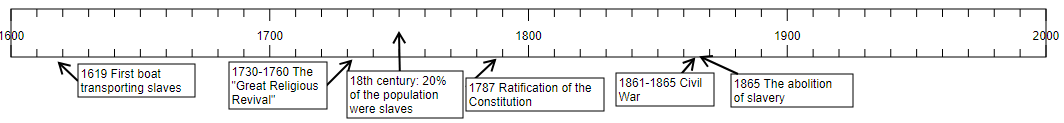 1600 1700 1800 1900 2000
1619 First boat
transporting slaves
1730-1760 The
"Great Religious
Revival"
18th century: 20%
of the population
were slaves
1787 Ratification of the
Constitution
1861-1865 Civil
War
1865 The abolition
of slavery